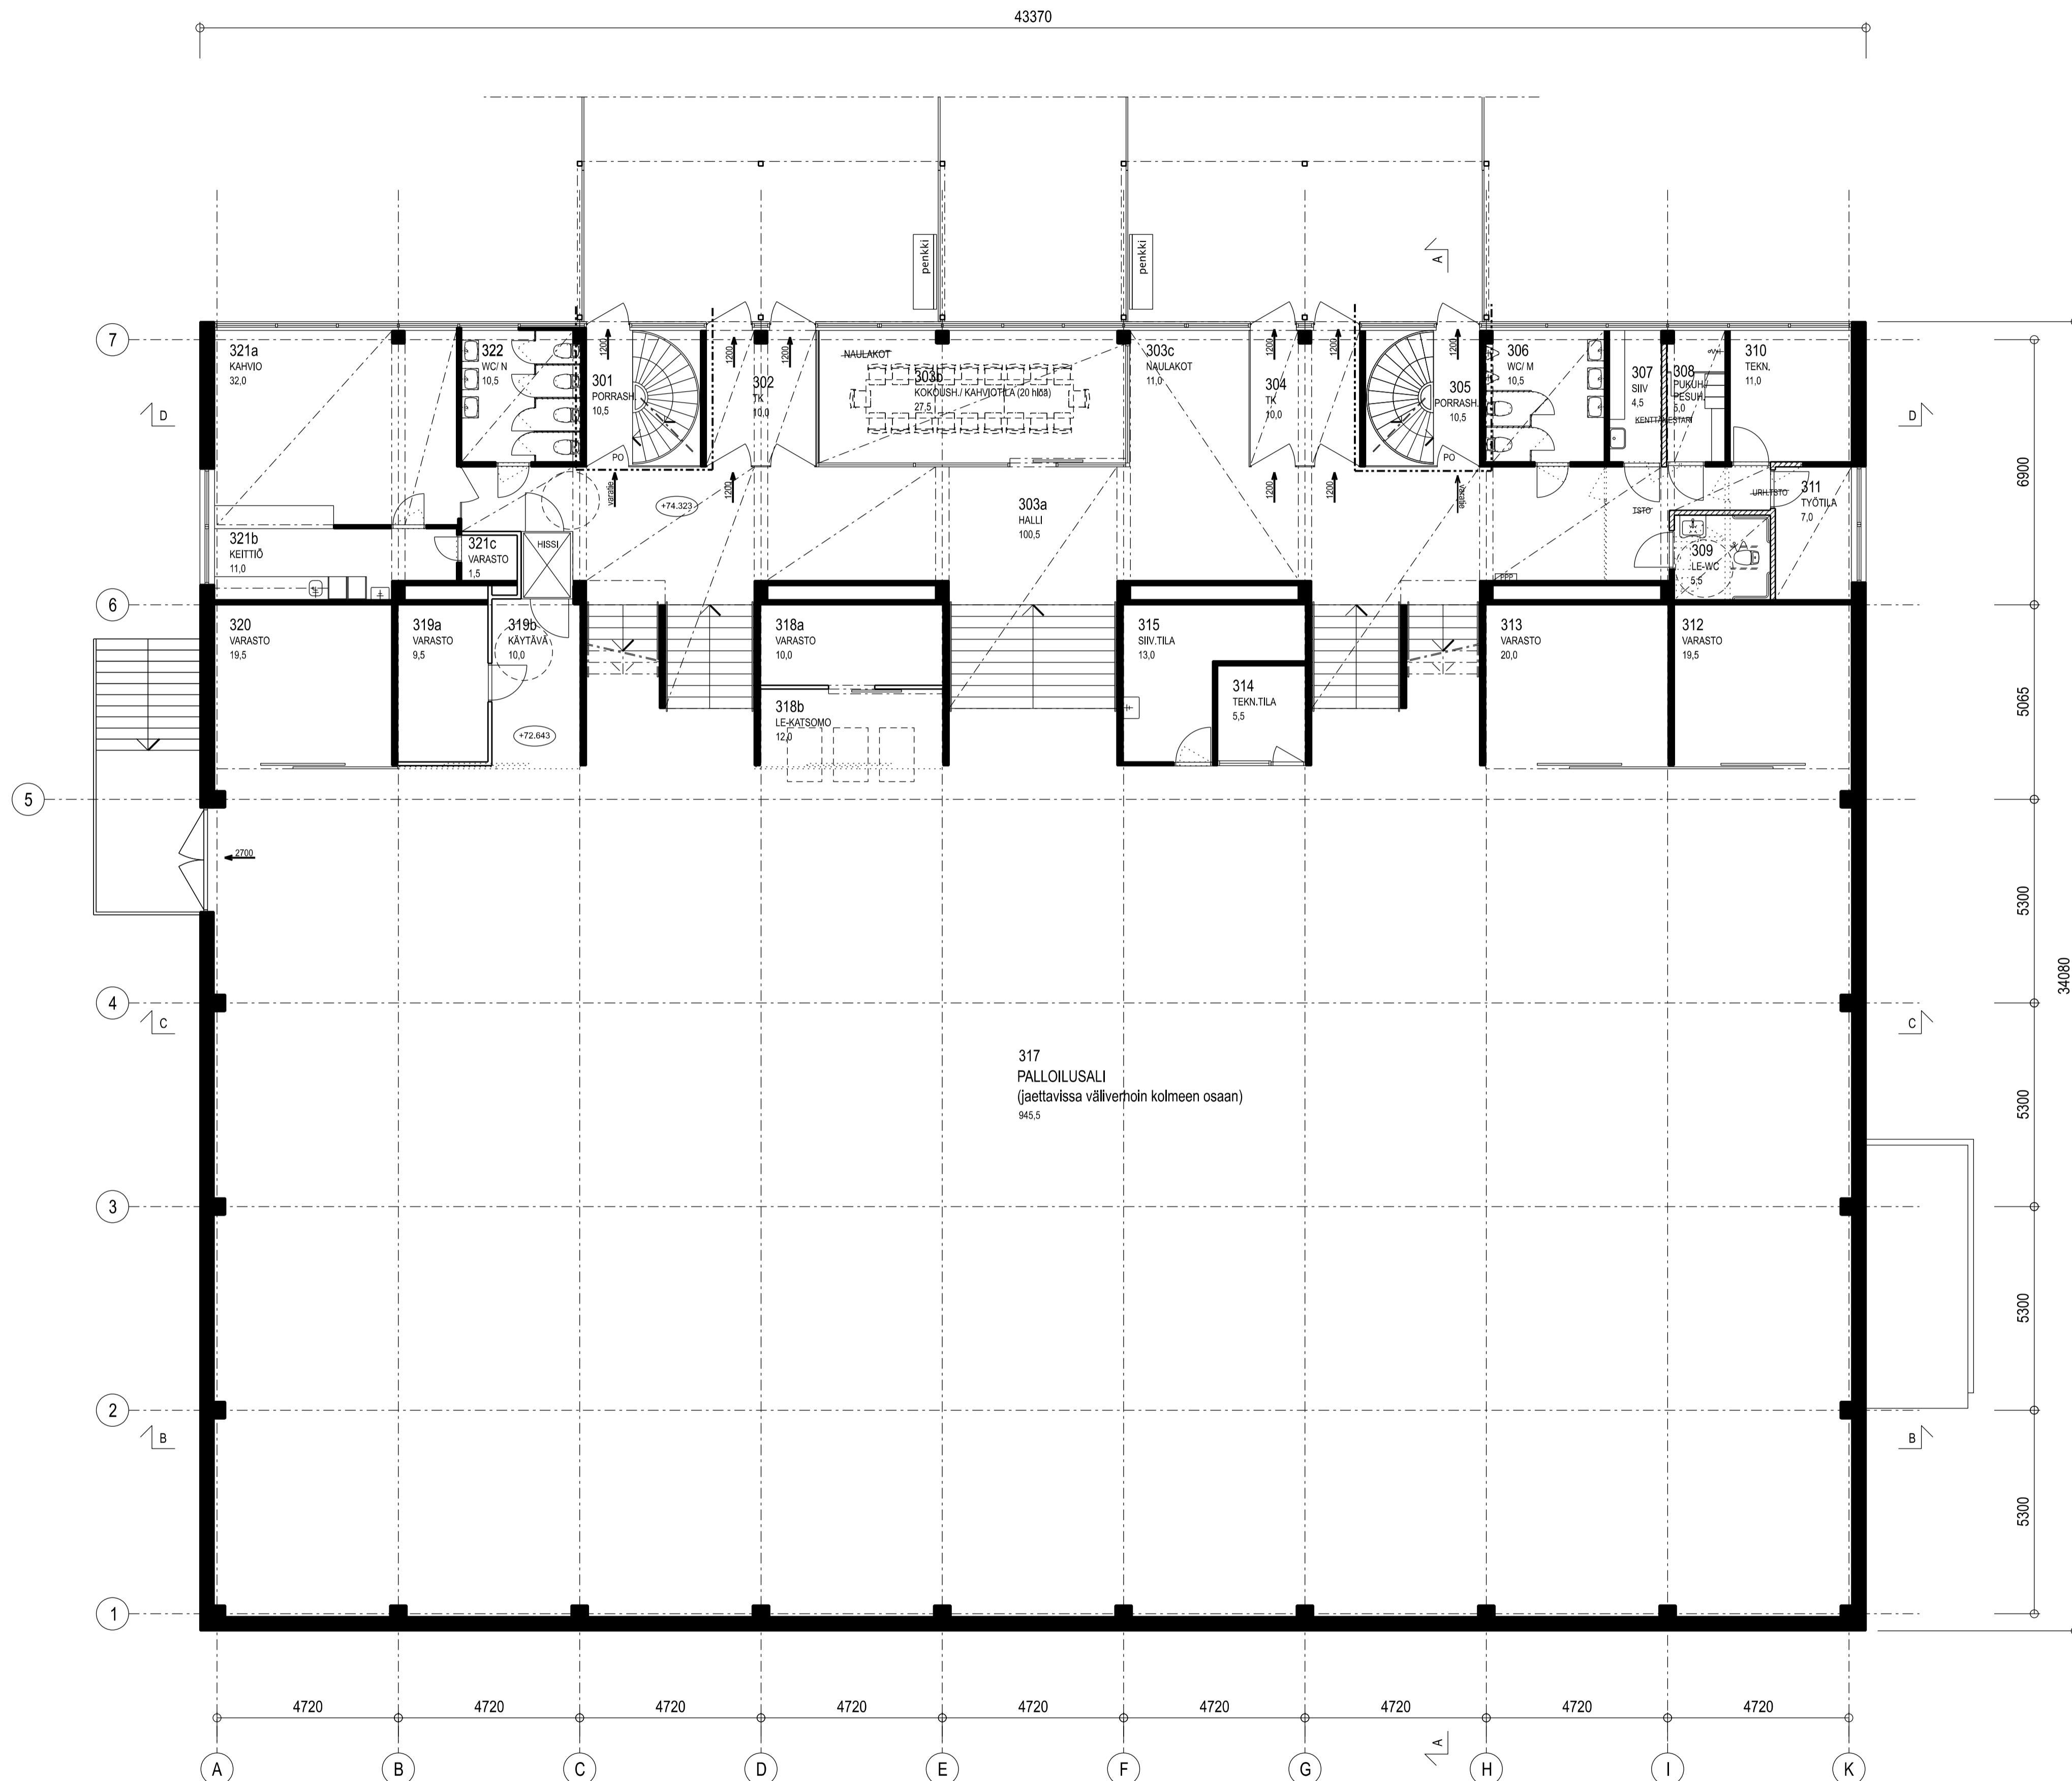 43370
penkki
penkki
A
7
321a
KAHVIO
32,0
322
WC/ N
10,5
301
PORRASH.
10,5
1200
1200
302
TK
10,0
1200
NAULAKOT
303b
KOKOUSH./ KAHVIOTILA (20 hlöä)
27,5
303c
NAULAKOT
11,0
1200
304
TK
10,0
1200
1200
305
PORRASH.
10,5
306
WC/ M
10,5
307
SIIV
4,5
308
PUKUH./
PESUH.
5,0
KENTTÄMESTARI
310
TEKN.
11,0
D
D
PO
PO
varatie
1200
1200
1200
varatie
+74.323
303a
HALLI
100,5
TSTO
URH.TSTO
311
TYÖTILA
7,0
6900
321b
KEITTIÖ
11,0
321c
VARASTO
1,5
HISSI
309
LE-WC
5,5
PPP
6
320
VARASTO
19,5
319a
VARASTO
9,5
319b
KÄYTÄVÄ
10,0
318a
VARASTO
10,0
315
SIIV.TILA
13,0
313
VARASTO
20,0
312
VARASTO
19,5
314
TEKN.TILA
5,5
318b
LE-KATSOMO
12,0
+72.643
5065
5
2700
5300
34080
4
C
C
317
PALLOILUSALI
(jaettavissa väliverhoin kolmeen osaan)
945,5
5300
3
5300
2
B
B
5300
1
4720
4720
4720
4720
4720
4720
4720
4720
4720
A
A
B
C
D
E
F
G
H
I
K